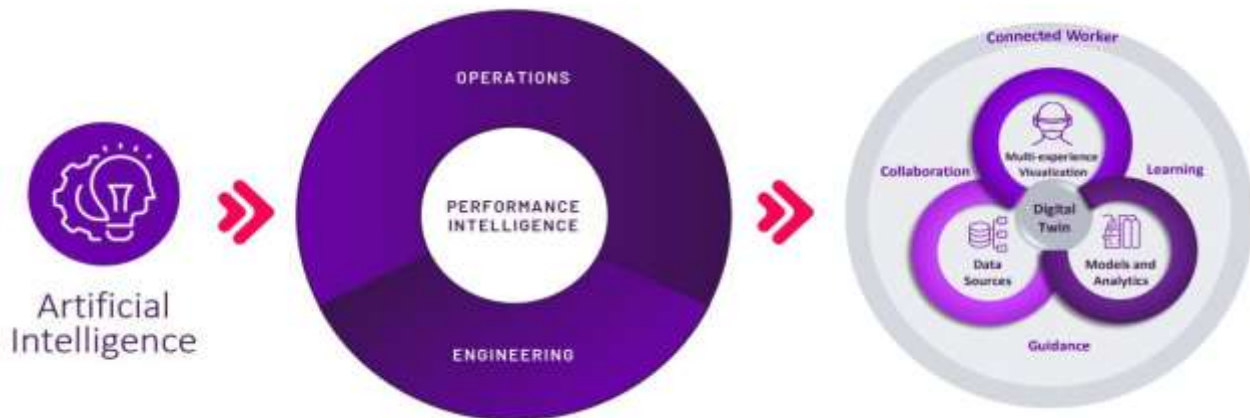 Artificial
Intelligence
OPERATIONS
PERFORMANCE
INTELLIGENCE
ENGINEERING
Connected Worker
Multi-experience
Visualization
Collaboration
Learning
Digital
Twin
Data
Sources
Models and
Analytics
Guidance